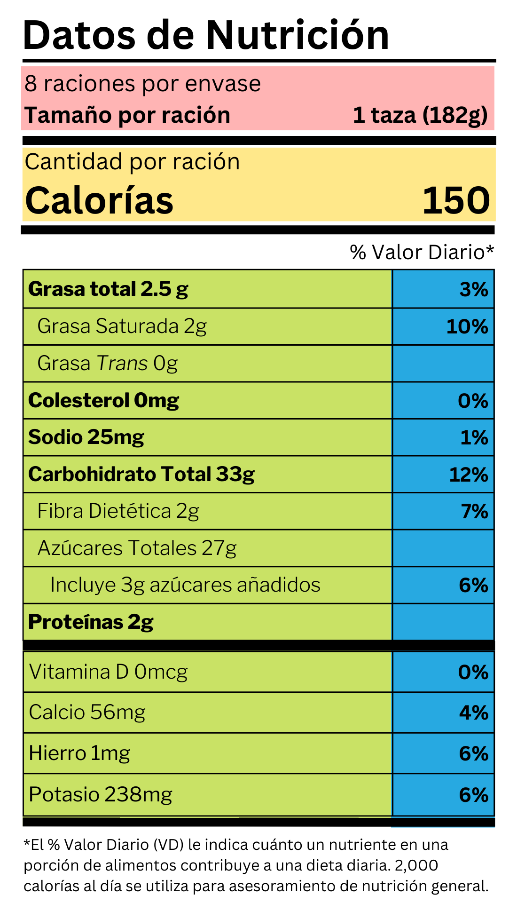 Datos de Nutrición
8 raciones por envase
Tamaño por ración 1 taza (182g)
Cantidad por ración
Calorías 150
% Valor Diario*
Grasa total 2.5 g 3%
Grasa Saturada 2g 10%
Grasa Trans 0g
Colesterol 0mg 0%
Sodio 25mg 1%
Carbohidrato Total 33g 12%
Fibra Dietética 2g 7%
Azúcares Totales 27g
Incluye 3g azúcares añadidos 6%
Proteínas 2g
Vitamina D 0mcg 0%
Calcio 56mg 4%
Hierro 1mg 6%
Potasio 238mg 6%
*El % Valor Diario (VD) le indica cuánto un nutriente en una
porción de alimentos contribuye a una dieta diaria. 2,000
calorías al día se utiliza para asesoramiento de nutrición general.